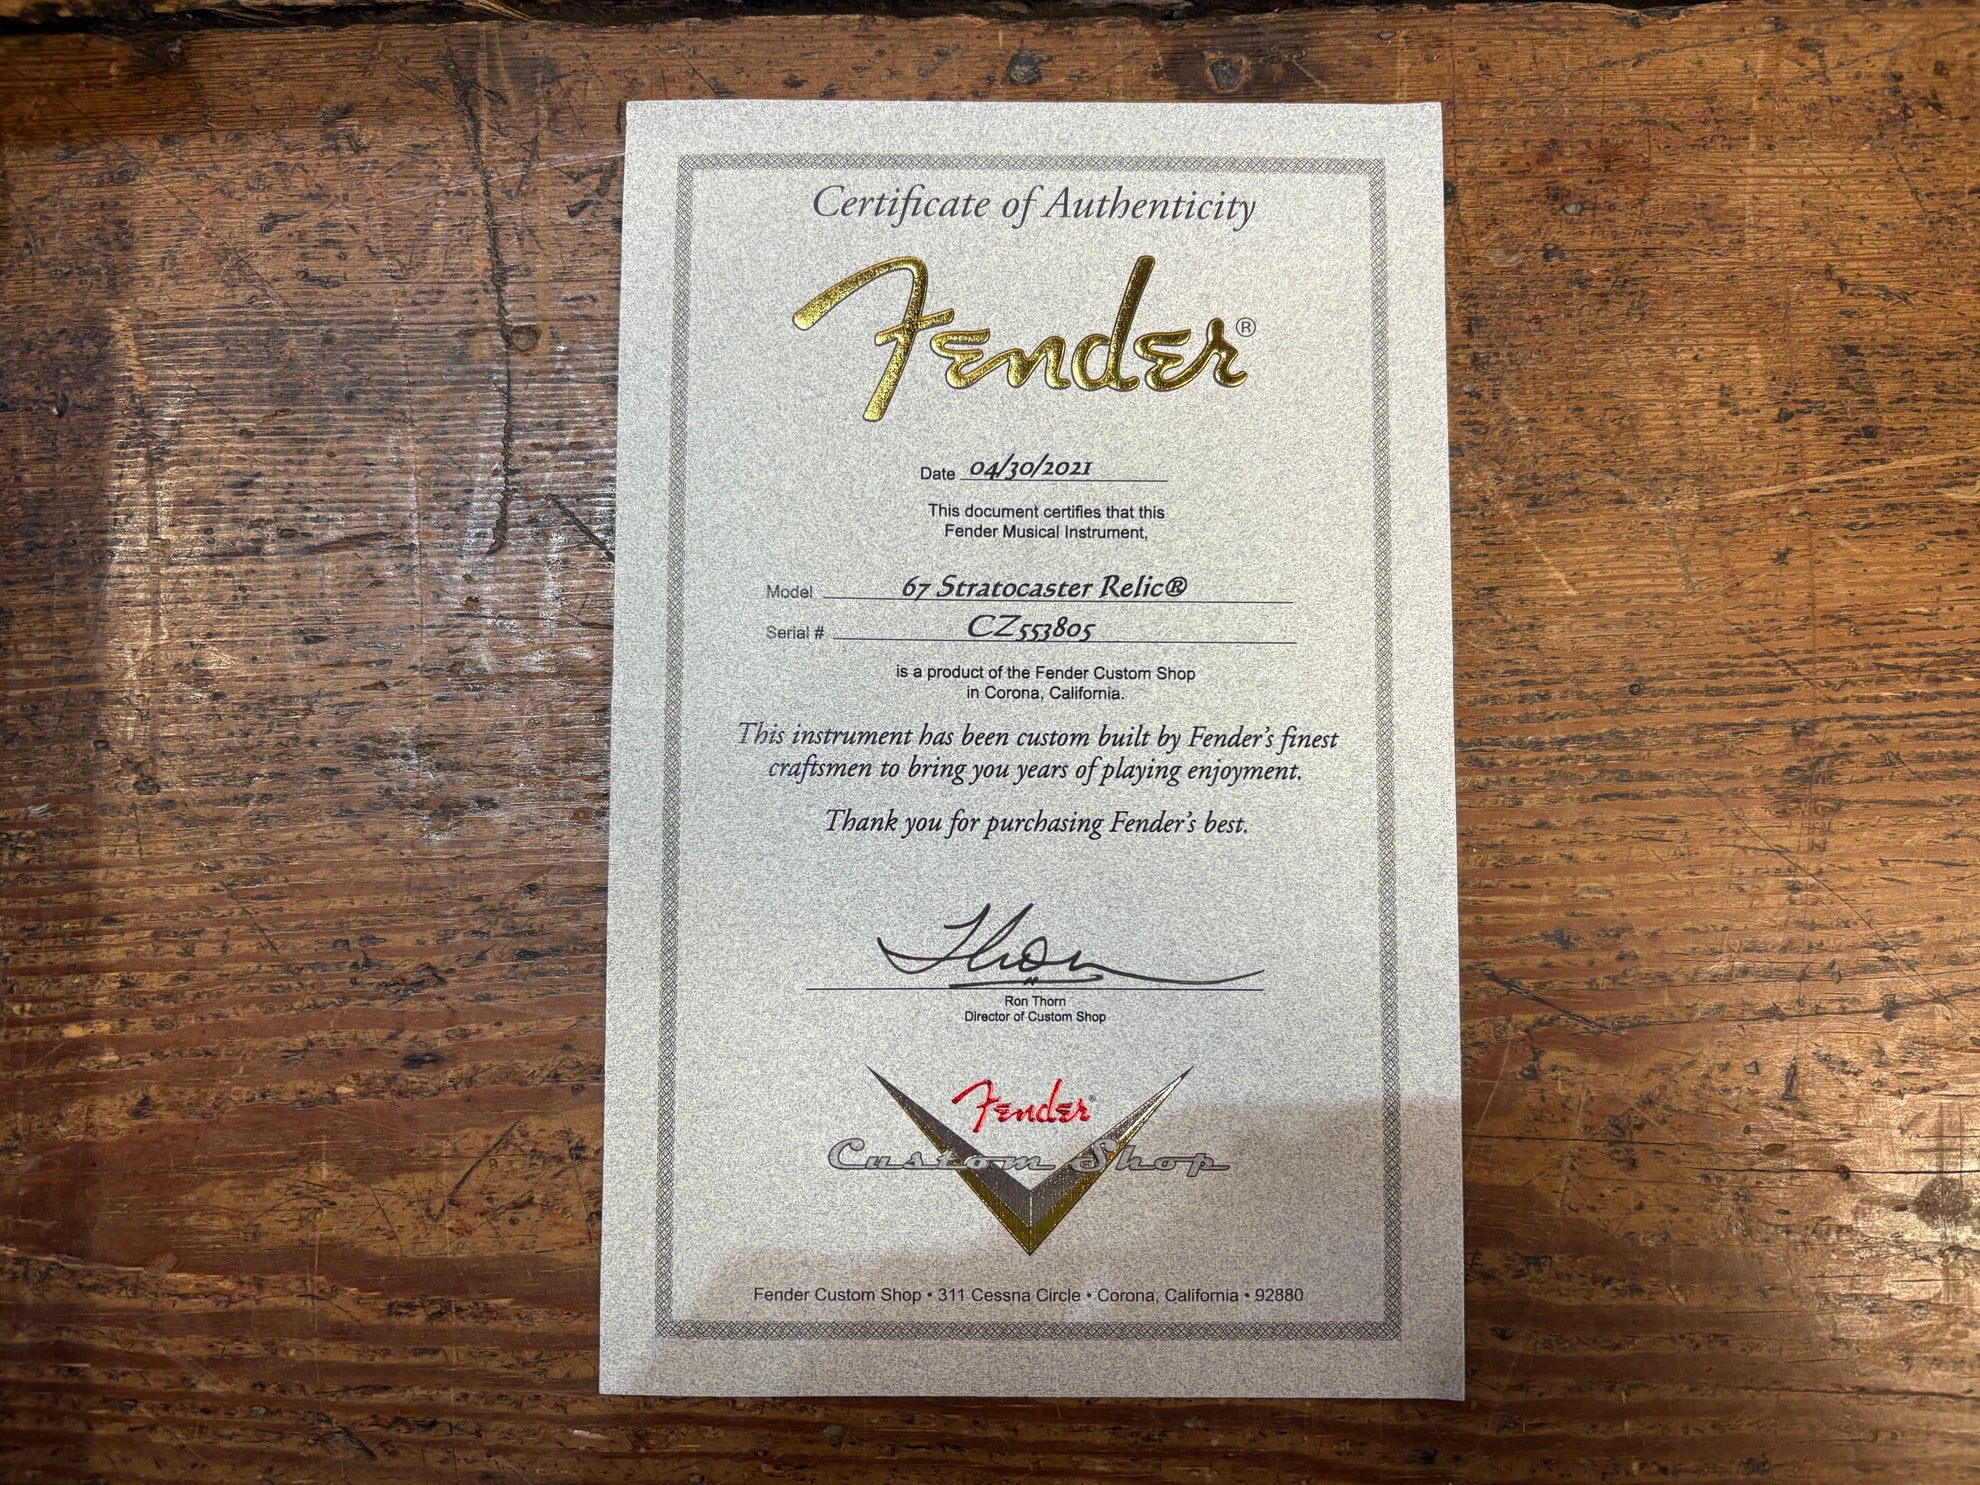 Certificate of Authenticity
Fender®
Date 04/30/2021
This document certifies that this
Fender Musical Instrument,
Model 67 Stratocaster Relic®
Serial # CZ553805
is a product of the Fender Custom Shop
in Corona, California.
This instrument has been custom built by Fender's finest
craftsmen to bring you years of playing enjoyment.
Thank you for purchasing Fender's best.
Thorn
Ron Thorn
Director of Custom Shop
Fender®
Custom Shop
Fender Custom Shop • 311 Cessna Circle • Corona, California • 92880